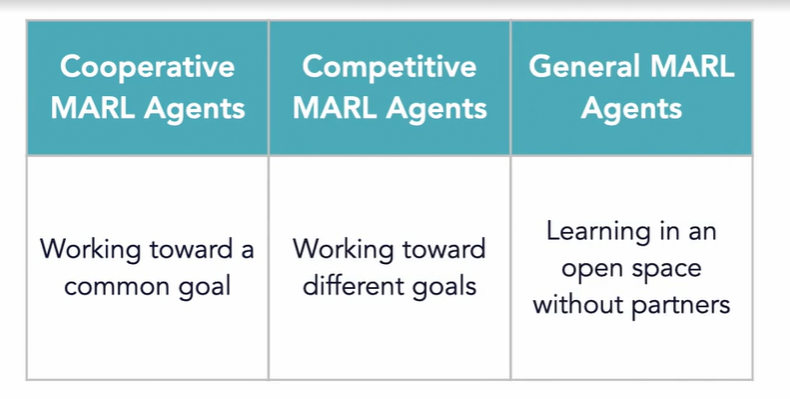 Cooperative
MARL Agents
Competitive
MARL Agents
General MARL
Agents
Working toward a
common goal
Working toward
different goals
Learning in an
open space
without partners